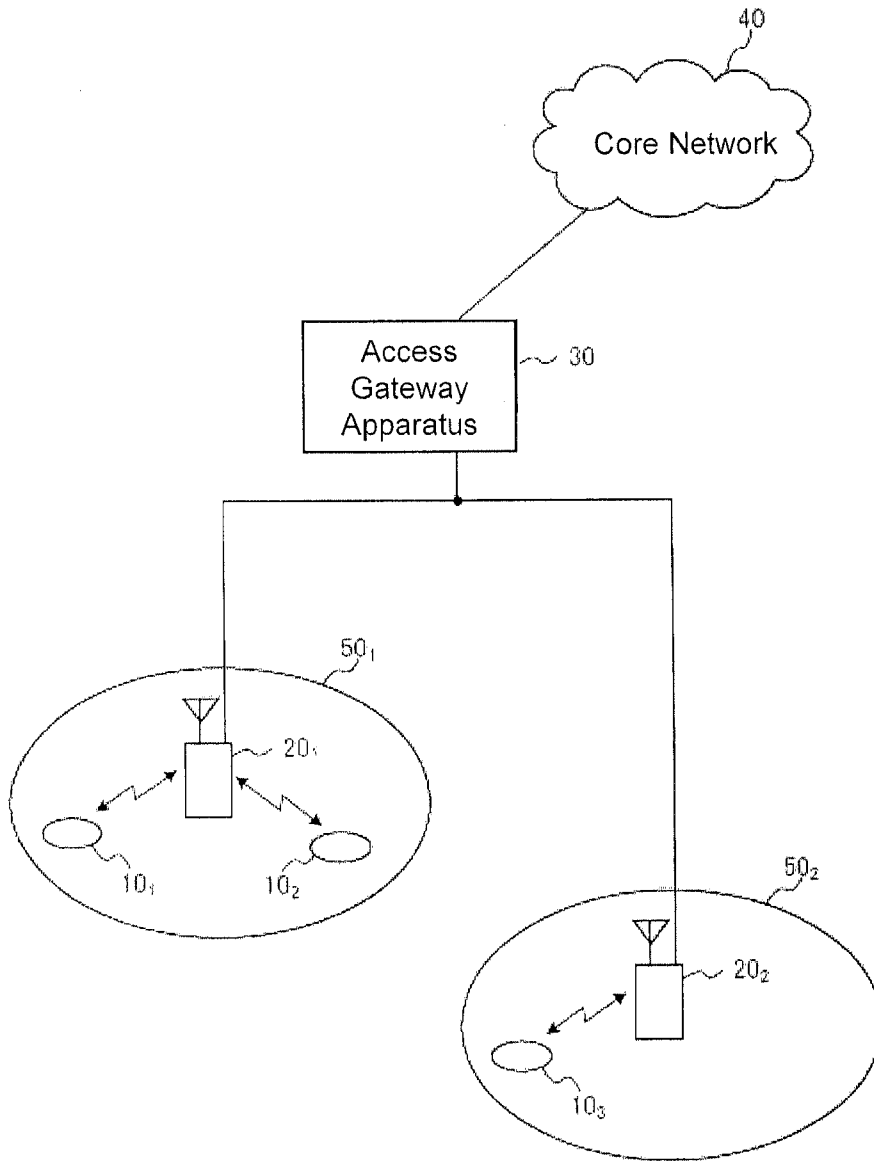 40
Core Network
Access
Gateway
Apparatus
30
50₁
20₁
10₁
10₂
50₂
20₂
10₃